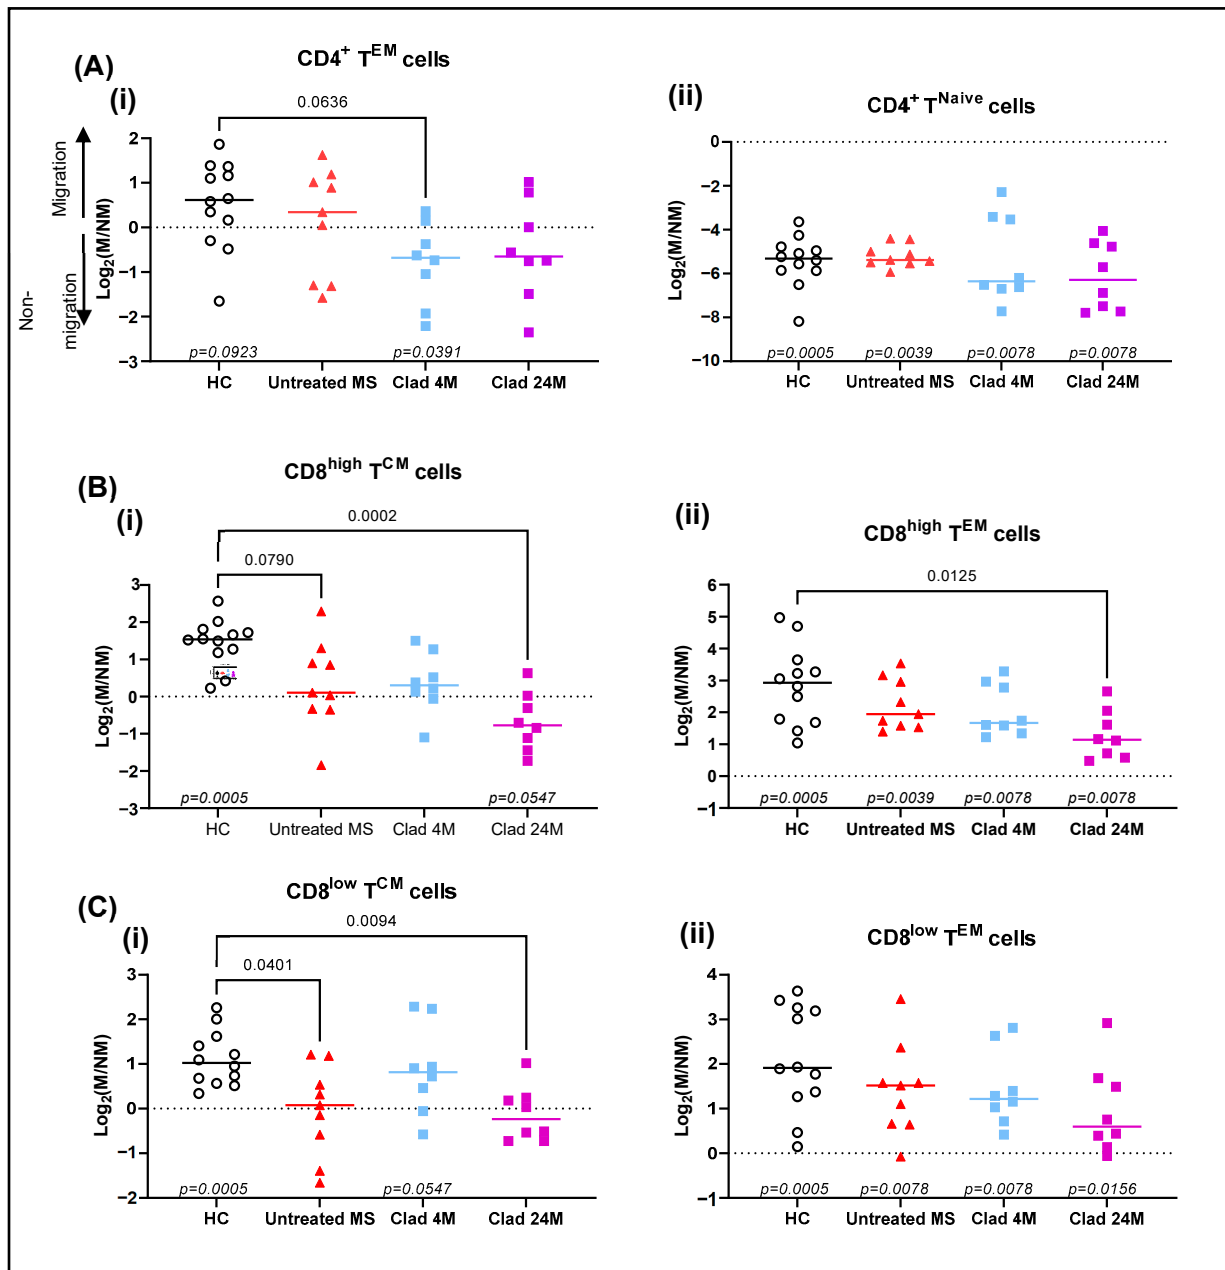 (A)
(i)
CD4+ TEM cells
0.0636
Migration
Non-
migration
Log2(M/NM)
2
1
0
−1
−2
−3
p=0.0923
p=0.0391
HC
Untreated MS
Clad 4M
Clad 24M
(ii)
CD4+ TNaive cells
Log2(M/NM)
0
−2
−4
−6
−8
−10
p=0.0005
p=0.0039
p=0.0078
p=0.0078
HC
Untreated MS
Clad 4M
Clad 24M
(B)
(i)
CD8high TCM cells
0.0002
0.0790
Log2(M/NM)
3
2
1
0
−1
−2
−3
p=0.0005
p=0.0547
HC
Untreated MS
Clad 4M
Clad 24M
(ii)
CD8high TEM cells
0.0125
Log2(M/NM)
6
5
4
3
2
1
0
−1
p=0.0005
p=0.0039
p=0.0078
p=0.0078
HC
Untreated MS
Clad 4M
Clad 24M
(C)
(i)
CD8low TCM cells
0.0094
0.0401
Log2(M/NM)
3
2
1
0
−1
−2
p=0.0005
p=0.0547
HC
Untreated MS
Clad 4M
Clad 24M
(ii)
CD8low TEM cells
Log2(M/NM)
4
3
2
1
0
−1
p=0.0005
p=0.0078
p=0.0078
p=0.0156
HC
Untreated MS
Clad 4M
Clad 24M